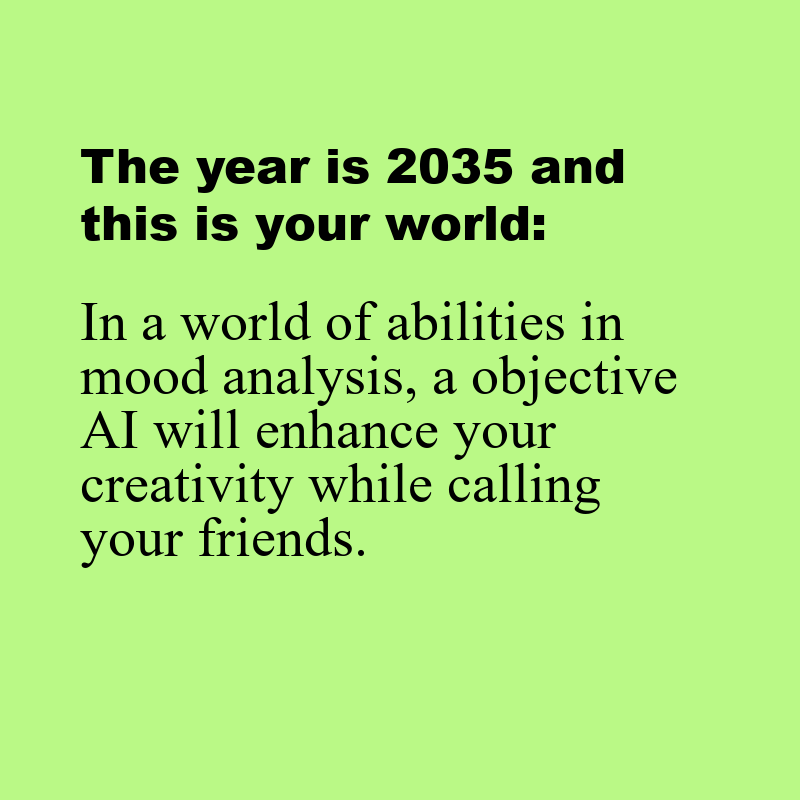 The year is 2035 and
this is your world:
In a world of abilities in
mood analysis, a objective
AI will enhance your
creativity while calling
your friends.